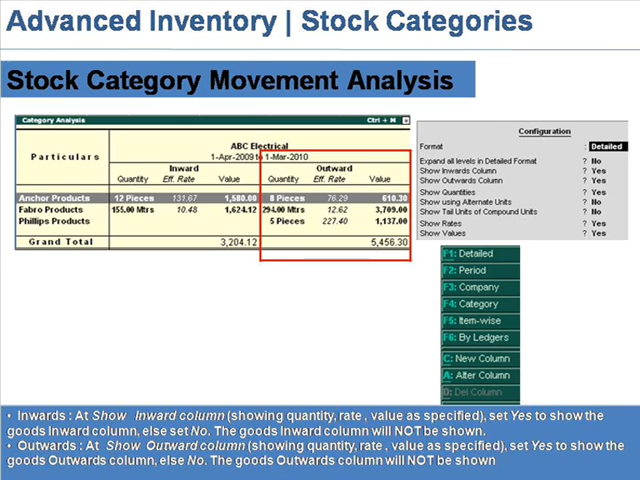 Advanced Inventory | Stock Categories
Stock Category Movement Analysis
Category Analysis Ctrl + M
ABC Electrical
1-Apr-2009 to 1-Mar-2010
Particulars
Inward Outward
Quantity Eff. Rate Value Quantity Eff. Rate Value
Anchor Products 12 Pieces 131.67 1,580.00 8 Pieces 76.29 610.30
Fabro Products 155.00 Mtrs 10.48 1,624.12 294.00 Mtrs 12.62 3,709.00
Phillips Products 5 Pieces 227.40 1,137.00
Grand Total 3,204.12 5,456.30
Configuration
Format : Detailed
Expand all levels in Detailed Format ? No
Show Inwards Column ? Yes
Show Outwards Column ? Yes
Show Quantities ? Yes
Show using Alternate Units ? No
Show Tail Units of Compound Units ? No
Show Rates ? Yes
Show Values ? Yes
F1: Detailed
F2: Period
F3: Company
F4: Category
F5: Item-wise
F6: By Ledgers
C: New Column
A: Alter Column
D: Del Column
• Inwards : At Show Inward column (showing quantity, rate , value as specified), set Yes to show the
goods Inward column, else set No. The goods Inward column will NOT be shown.
• Outwards : At Show Outward column (showing quantity, rate , value as specified), set Yes to show the
goods Outwards column, else No. The goods Outwards column will NOT be shown